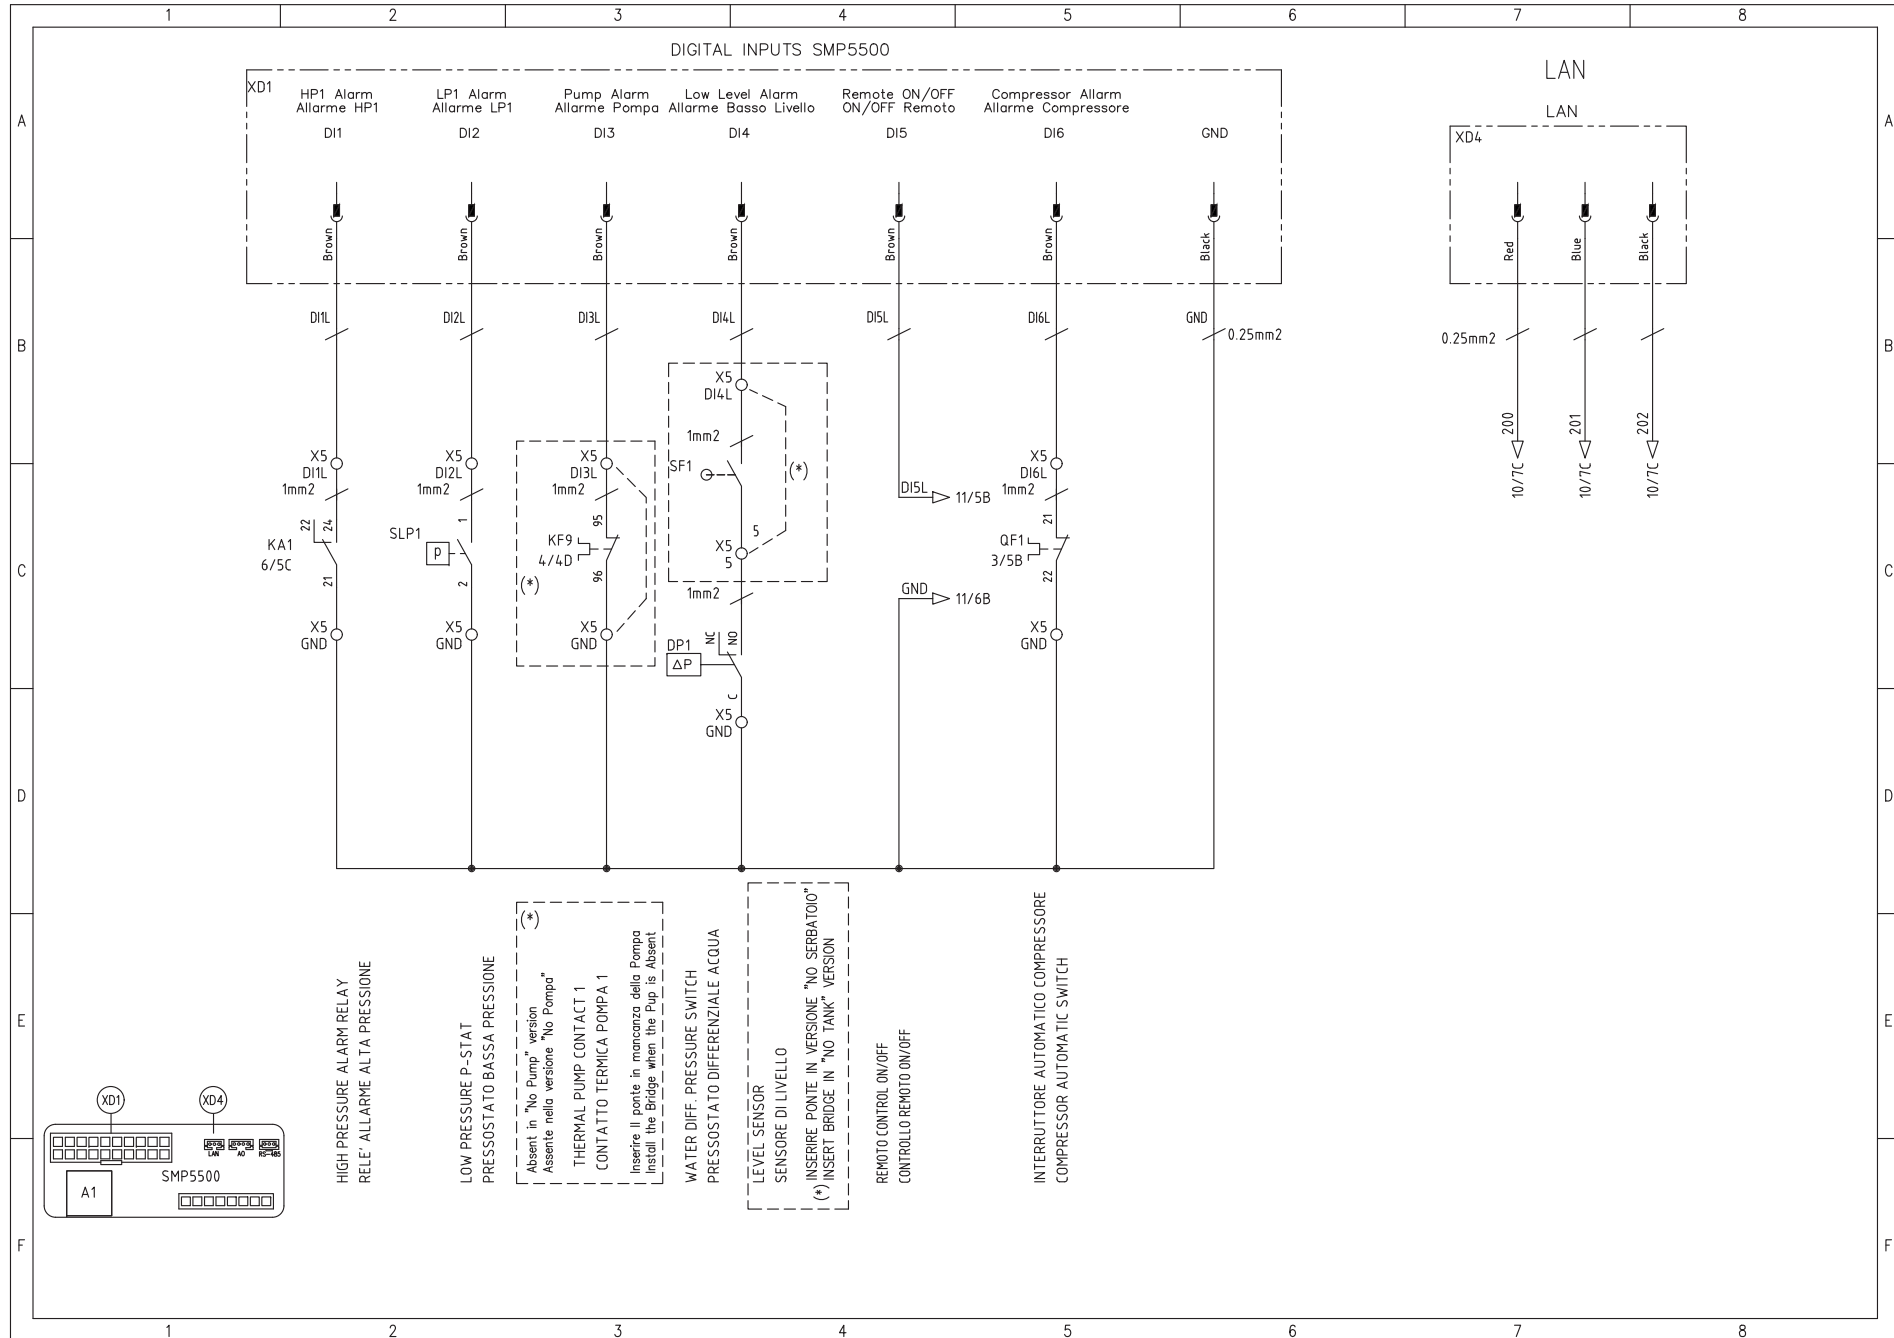 1 2 3 4 5 6 7 8
DIGITAL INPUTS SMP5500
LAN
XD1
HP1 Alarm
Allarme HP1
DI1
LP1 Alarm
Allarme LP1
DI2
Pump Alarm
Allarme Pompa
DI3
Low Level Alarm
Allarme Basso Livello
DI4
Remote ON/OFF
ON/OFF Remoto
DI5
Compressor Allarm
Allarme Compressore
DI6
GND
LAN
XD4
A
A
Brown
Brown
Brown
Brown
Brown
Brown
Black
Red
Blue
Black
DI1L
DI2L
DI3L
DI4L
DI5L
DI6L
GND
0.25mm2
0.25mm2
B
B
200
201
202
10/7C
10/7C
10/7C
X5
DI1L
1mm2
22
24
KA1
6/5C
21
X5
GND
X5
DI2L
1mm2
1
SLP1
P
2
X5
GND
X5
DI3L
1mm2
95
KF9
4/4D
96
(*)
X5
GND
X5
DI4L
1mm2
SF1
(*)
5
X5
5
1mm2
NC
NO
DP1
ΔP
C
X5
GND
DI5L
11/5B
GND
11/6B
X5
DI6L
1mm2
21
QF1
3/5B
22
X5
GND
C
C
D
D
HIGH PRESSURE ALARM RELAY
RELE' ALLARME ALTA PRESSIONE
LOW PRESSURE P-STAT
PRESSOSTATO BASSA PRESSIONE
(*)
Absent in "No Pump" version
Assente nella versione "No Pompa"
THERMAL PUMP CONTACT 1
CONTATTO TERMICA POMPA 1
Inserire Il ponte in mancanza della Pompa
Install the Bridge when the Pup is Absent
WATER DIFF. PRESSURE SWITCH
PRESSOSTATO DIFFERENZIALE ACQUA
LEVEL SENSOR
SENSORE DI LIVELLO
INSERIRE PONTE IN VERSIONE "NO SERBATOIO"
(*) INSERT BRIDGE IN "NO TANK" VERSION
REMOTO CONTROL ON/OFF
CONTROLLO REMOTO ON/OFF
INTERRUTTORE AUTOMATICO COMPRESSORE
COMPRESSOR AUTOMATIC SWITCH
E
E
XD1
XD4
LAN
AO
RS-485
SMP5500
A1
F
F
1 2 3 4 5 6 7 8